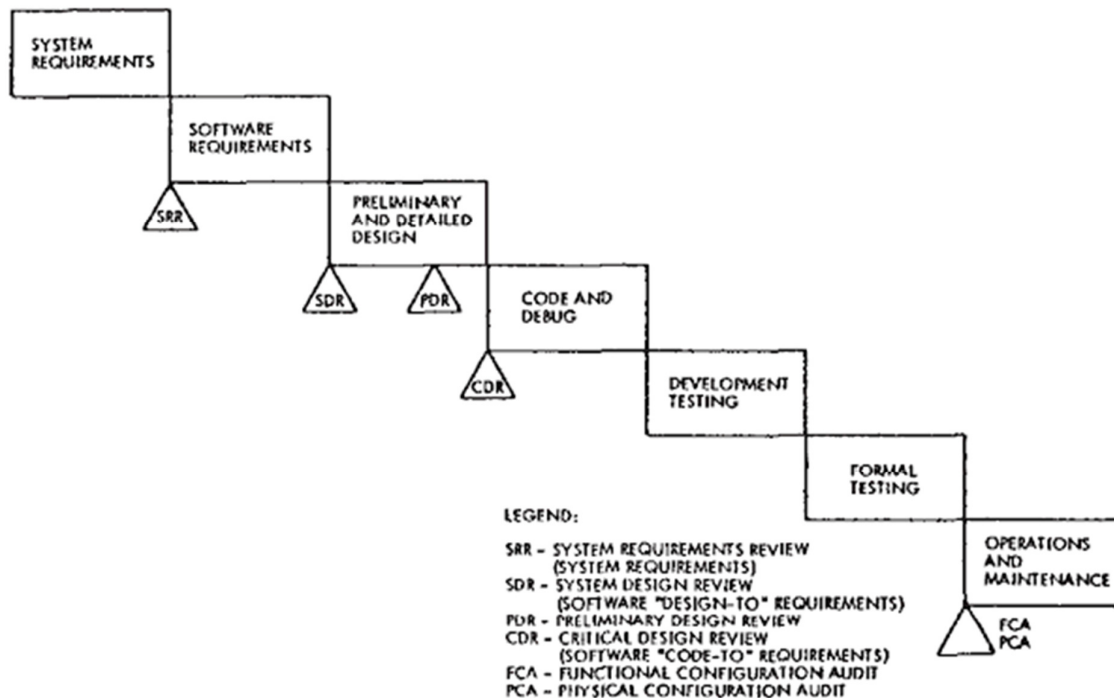 SYSTEM
REQUIREMENTS
SOFTWARE
REQUIREMENTS
SRR
PRELIMINARY
AND DETAILED
DESIGN
SDR
PDR
CODE AND
DEBUG
CDR
DEVELOPMENT
TESTING
FORMAL
TESTING
OPERATIONS
AND
MAINTENANCE
FCA
PCA
LEGEND:
SRR - SYSTEM REQUIREMENTS REVIEW
(SYSTEM REQUIREMENTS)
SDR - SYSTEM DESIGN REVIEW
(SOFTWARE "DESIGN-TO" REQUIREMENTS)
PDR - PRELIMINARY DESIGN REVIEW
CDR - CRITICAL DESIGN REVIEW
(SOFTWARE "CODE-TO" REQUIREMENTS)
FCA - FUNCTIONAL CONFIGURATION AUDIT
PCA - PHYSICAL CONFIGURATION AUDIT